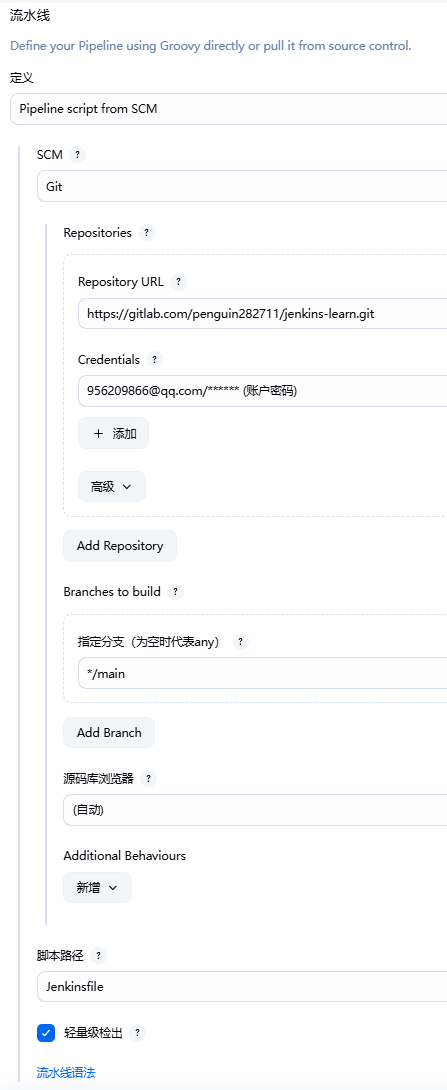 流水线
Define your Pipeline using Groovy directly or pull it from source control.
定义
Pipeline script from SCM
SCM ?
Git
Repositories ?
Repository URL ?
https://gitlab.com/penguin282711/jenkins-learn.git
Credentials ?
956209866@qq.com/****** (账户密码)
+ 添加
高级
Add Repository
Branches to build ?
指定分支（为空时代表any） ?
*/main
Add Branch
源码库浏览器 ?
(自动)
Additional Behaviours
新增
脚本路径 ?
Jenkinsfile
轻量级检出 ?
流水线语法